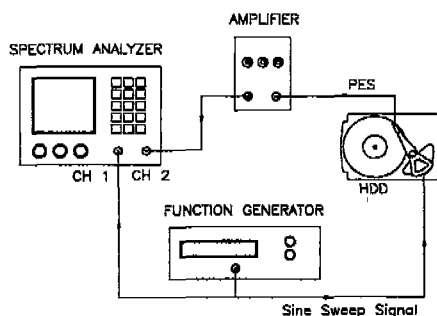 AMPLIFIER
SPECTRUM ANALYZER
PES
CH 1 CH 2
HDD
FUNCTION GENERATOR
Sine Sweep Signal